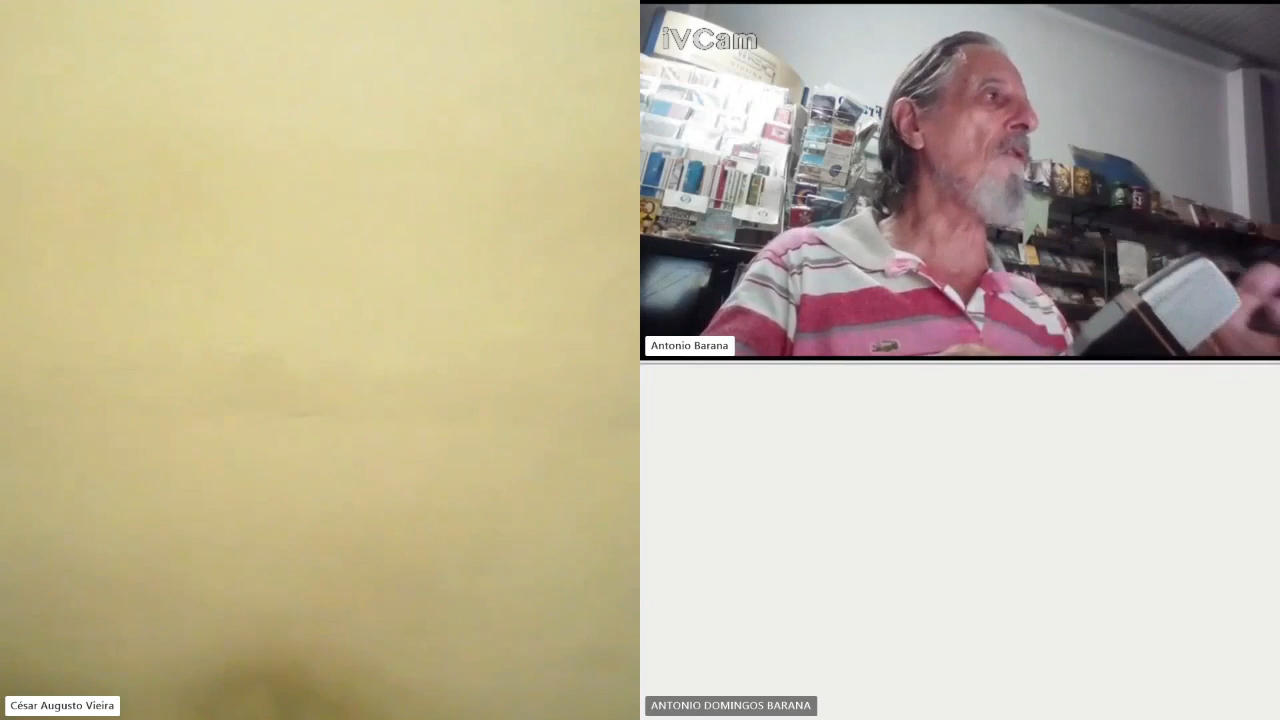 iVCam
Antonio Barana
César Augusto Vieira
ANTONIO DOMINGOS BARANA